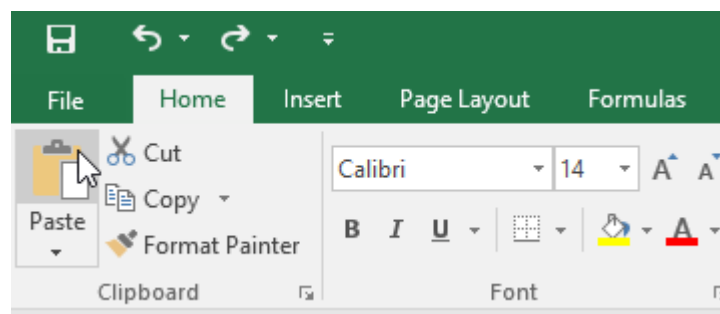 File Home Insert Page Layout Formulas
Cut
Calibri 14 A A
Copy
Paste
B I U A
Format Painter
Clipboard Font